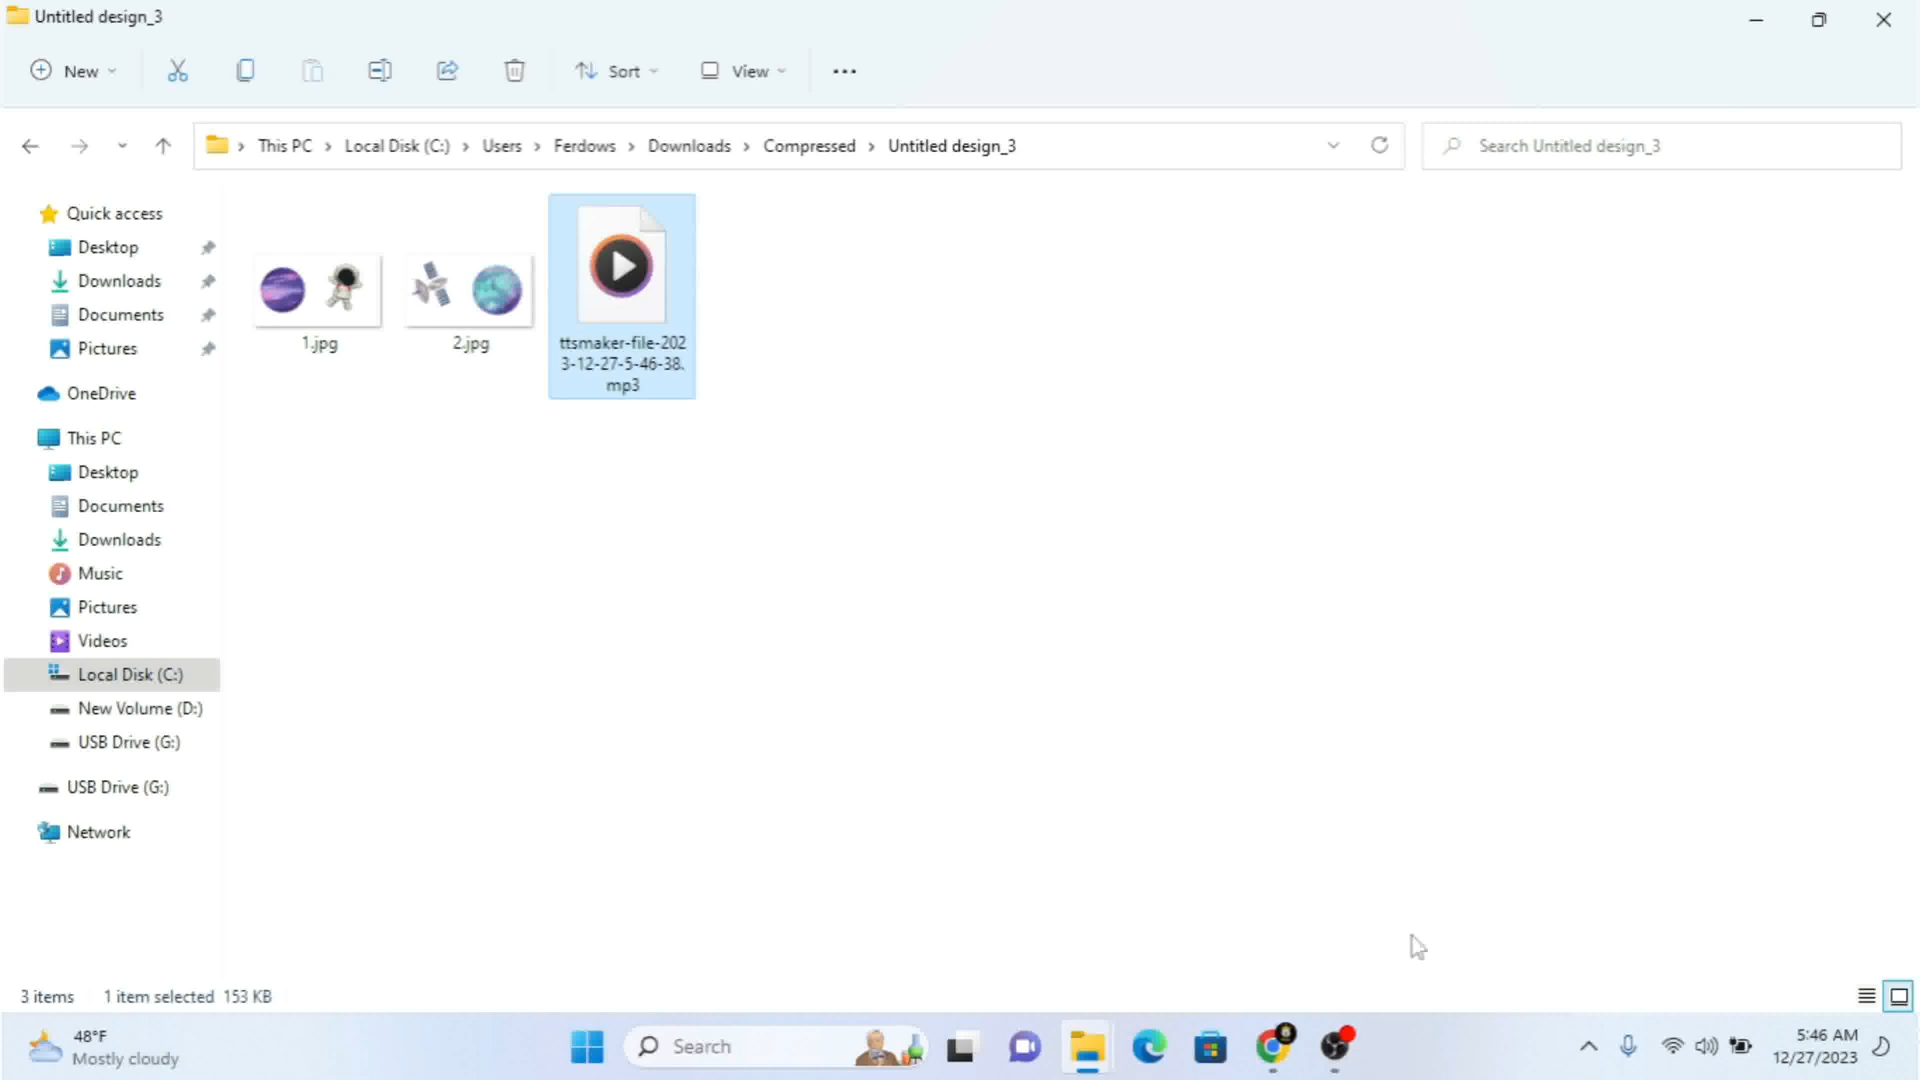 Untitled design_3
New
Sort
View
This PC
Local Disk (C:)
Users
Ferdows
Downloads
Compressed
Untitled design_3
Search Untitled design_3
Quick access
Desktop
Downloads
Documents
Pictures
OneDrive
This PC
Desktop
Documents
Downloads
Music
Pictures
Videos
Local Disk (C:)
New Volume (D:)
USB Drive (G:)
USB Drive (G:)
Network
1.jpg
2.jpg
ttsmaker-file-202
3-12-27-5-46-38.
mp3
3 items
1 item selected 153 KB
48°F
Mostly cloudy
Search
5:46 AM
12/27/2023